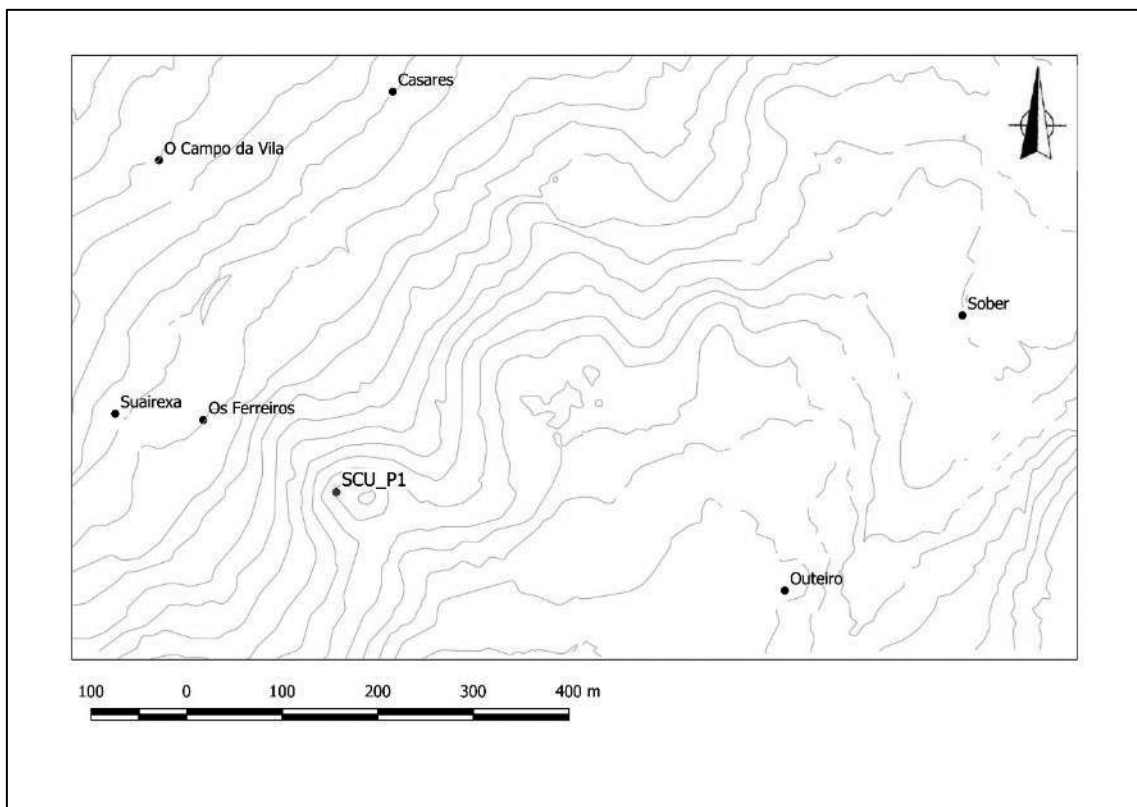 Casares
O Campo da Vila
Sober
Suairexa
Os Ferreiros
SCU_P1
Outeiro
100 0 100 200 300 400 m